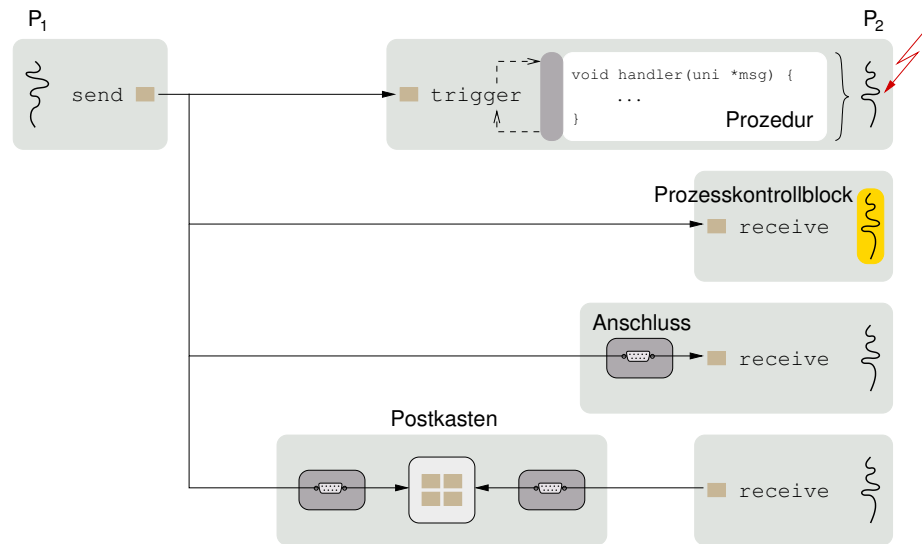 P1
P2
send
trigger
void handler(uni *msg) {
...
}
Prozedur
Prozesskontrollblock
receive
Anschluss
receive
Postkasten
receive